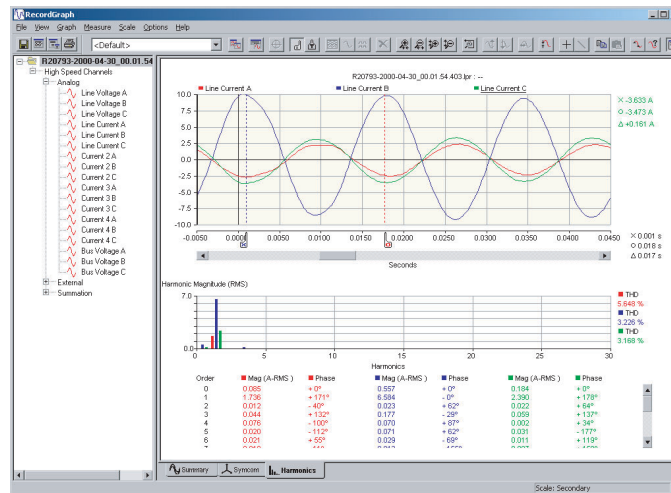 RecordGraph
File View Graph Measure Scale Options Help
<Default>
R20793-2000-04-30_00.01.54
High Speed Channels
Analog
Line Voltage A
Line Voltage B
Line Voltage C
Line Current A
Line Current B
Line Current C
Current 2 A
Current 2 B
Current 2 C
Current 3 A
Current 3 B
Current 3 C
Current 4 A
Current 4 B
Current 4 C
Bus Voltage A
Bus Voltage B
Bus Voltage C
External
Summation
R20793-2000-04-30_00.01.54.403.lpr : --
Line Current A Line Current B Line Current C
10.0
7.5
5.0
2.5
0.0
-2.5
-5.0
-7.5
-10.0
X -3.633 A
O -3.473 A
Δ +0.161 A
-0.0050 0.0000 0.0050 0.0100 0.0150 0.0200 0.0250 0.0300 0.0350 0.0400 0.0450
X 0.001 s
O 0.018 s
Δ 0.017 s
Seconds
Harmonic Magnitude (RMS)
7.0
0.0
THD
5.648 %
THD
3.226 %
THD
3.168 %
0 5 10 15 20 25 30
Harmonics
Order Mag (A-RMS ) Phase Mag (A-RMS ) Phase Mag (A-RMS ) Phase
0 0.085 + 0° 0.557 + 0° 0.184 + 0°
1 1.736 + 171° 6.584 - 0° 2.390 + 178°
2 0.012 - 40° 0.023 + 62° 0.022 + 64°
3 0.044 + 132° 0.177 - 29° 0.059 + 137°
4 0.076 - 100° 0.070 + 87° 0.002 + 34°
5 0.020 - 112° 0.071 + 62° 0.031 - 177°
6 0.021 + 55° 0.029 - 69° 0.011 + 119°
Summary Symcom Harmonics
Scale: Secondary